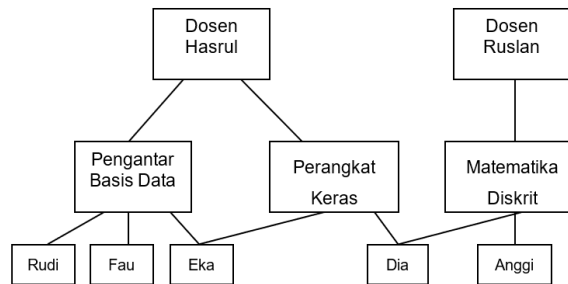 Dosen
Hasrul
Dosen
Ruslan
Pengantar
Basis Data
Perangkat
Keras
Matematika
Diskrit
Rudi
Fau
Eka
Dia
Anggi